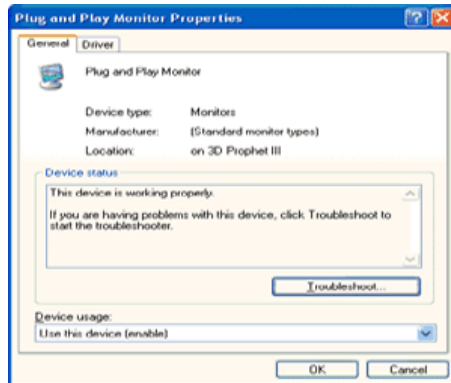 Plug and Play Monitor Properties
General Driver
Plug and Play Monitor
Device type: Monitors
Manufacturer: (Standard monitor types)
Location: on 3D Prophet III
Device status
This device is working properly.
If you are having problems with this device, click Troubleshoot to
start the troubleshooter.
Troubleshoot...
Device usage:
Use this device (enable)
OK Cancel